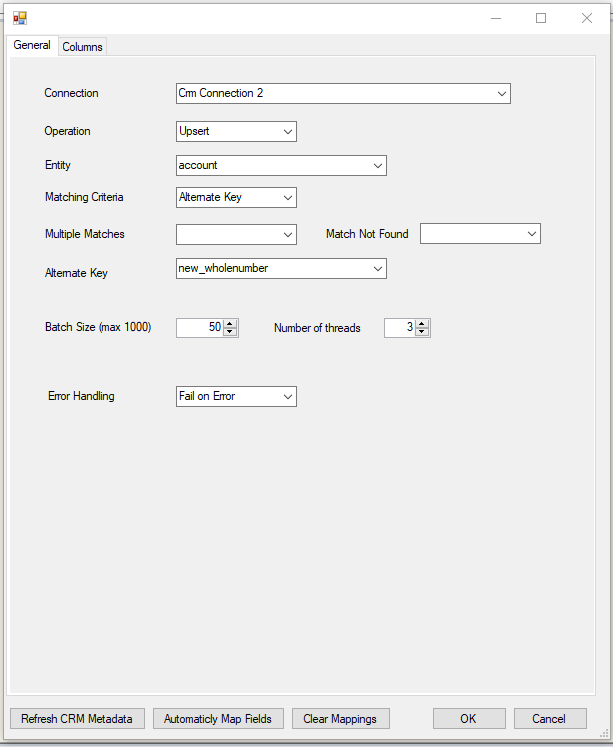 General
Columns
Connection
Crm Connection 2
Operation
Upsert
Entity
account
Matching Criteria
Alternate Key
Multiple Matches
Match Not Found
Alternate Key
new_wholenumber
Batch Size (max 1000)
50
Number of threads
3
Error Handling
Fail on Error
Refresh CRM Metadata
Automaticly Map Fields
Clear Mappings
OK
Cancel